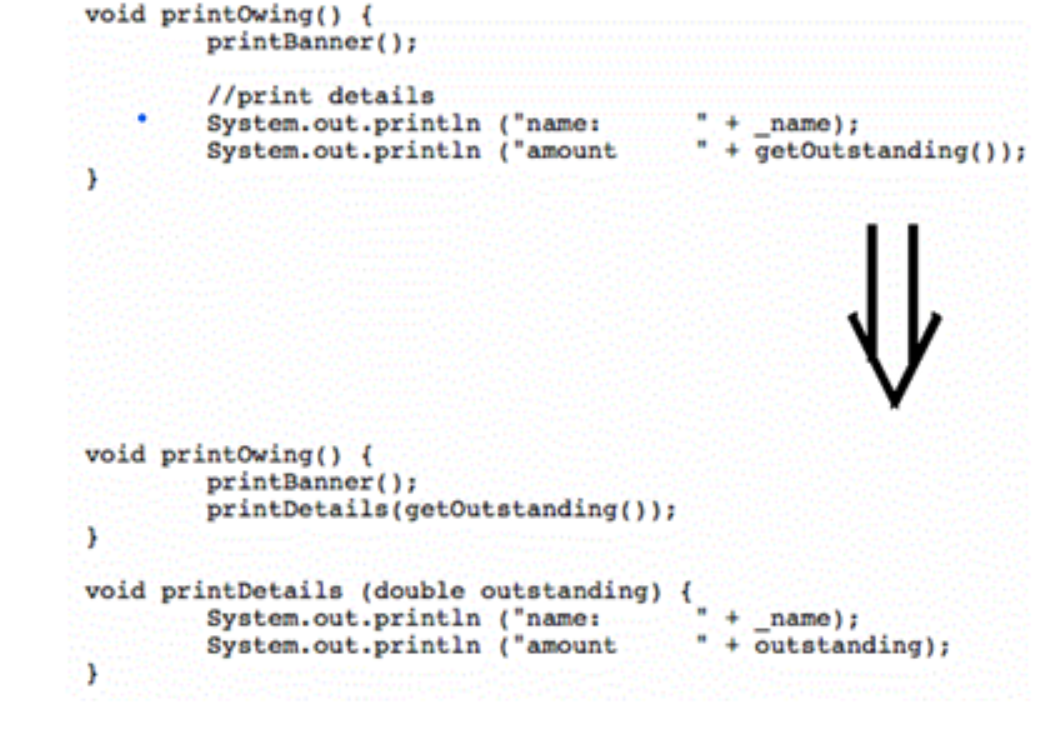 void printOwing() {
        printBanner();

        //print details
        System.out.println ("name:      " + _name);
        System.out.println ("amount     " + getOutstanding());
}

void printOwing() {
        printBanner();
        printDetails(getOutstanding());
}

void printDetails (double outstanding) {
        System.out.println ("name:      " + _name);
        System.out.println ("amount     " + outstanding);
}